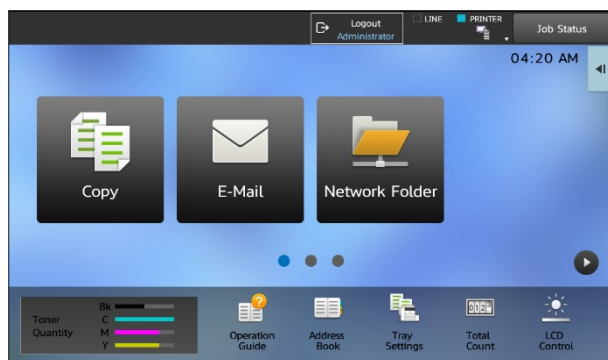 Logout
Administrator
LINE
PRINTER
Job Status
04:20 AM
Copy
E-Mail
Network Folder
Toner
Quantity
Bk
C
M
Y
Operation
Guide
Address
Book
Tray
Settings
Total
Count
LCD
Control